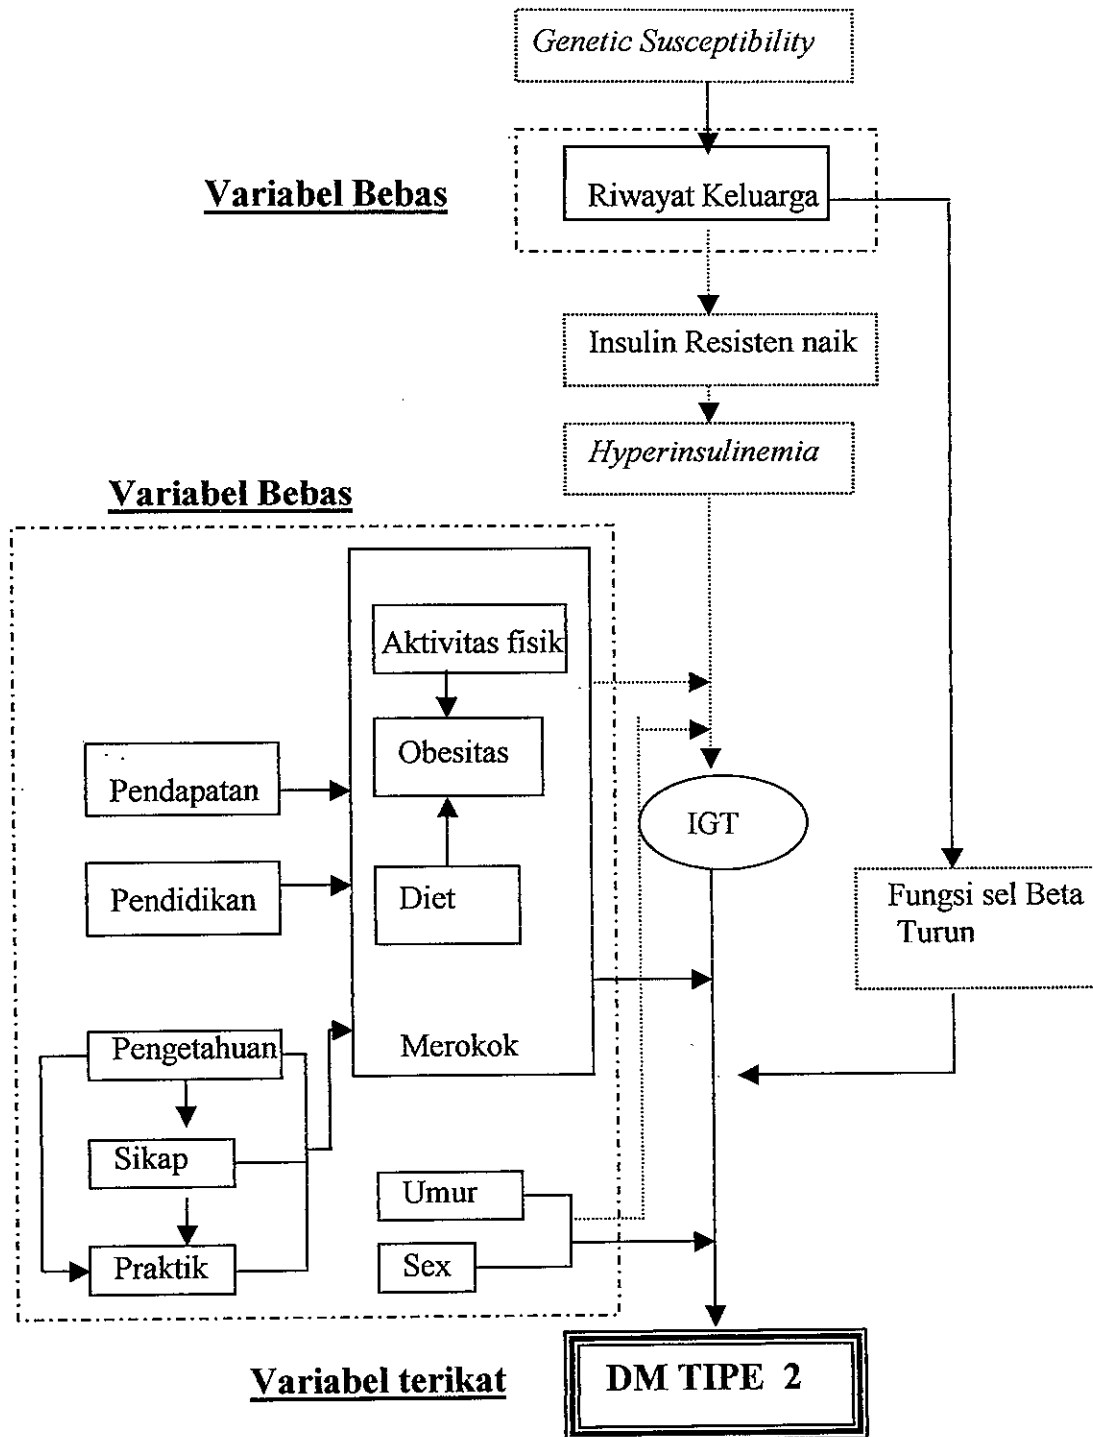 Genetic Susceptibility
Variabel Bebas
Riwayat Keluarga
Insulin Resisten naik
Hyperinsulinemia
Variabel Bebas
Aktivitas fisik
Obesitas
Pendapatan
IGT
Pendidikan
Diet
Fungsi sel Beta
Turun
Pengetahuan
Merokok
Sikap
Umur
Praktik
Sex
Variabel terikat
DM TIPE 2